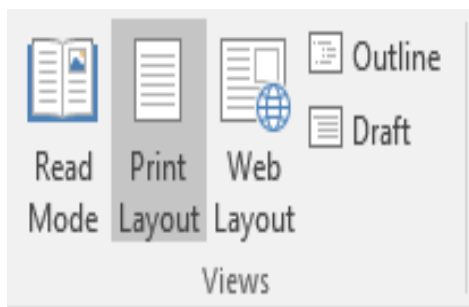 Read
Mode
Print
Layout
Web
Layout
Outline
Draft
Views